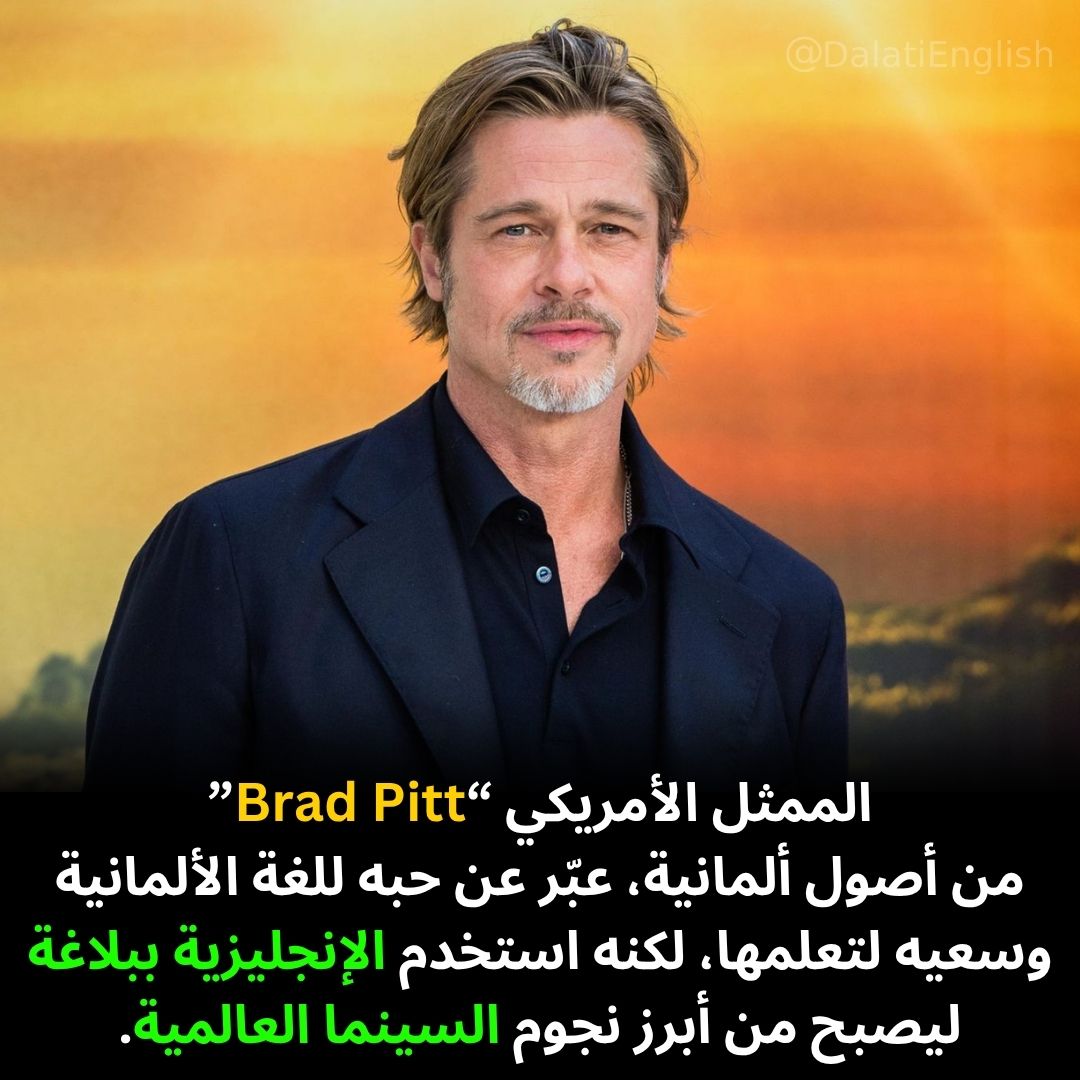 @DalatiEnglish
الممثل الأمريكي “Brad Pitt”
من أصول ألمانية، عبّر عن حبه للغة الألمانية
وسعيه لتعلمها، لكنه استخدم الإنجليزية ببلاغة
ليصبح من أبرز نجوم السينما العالمية.